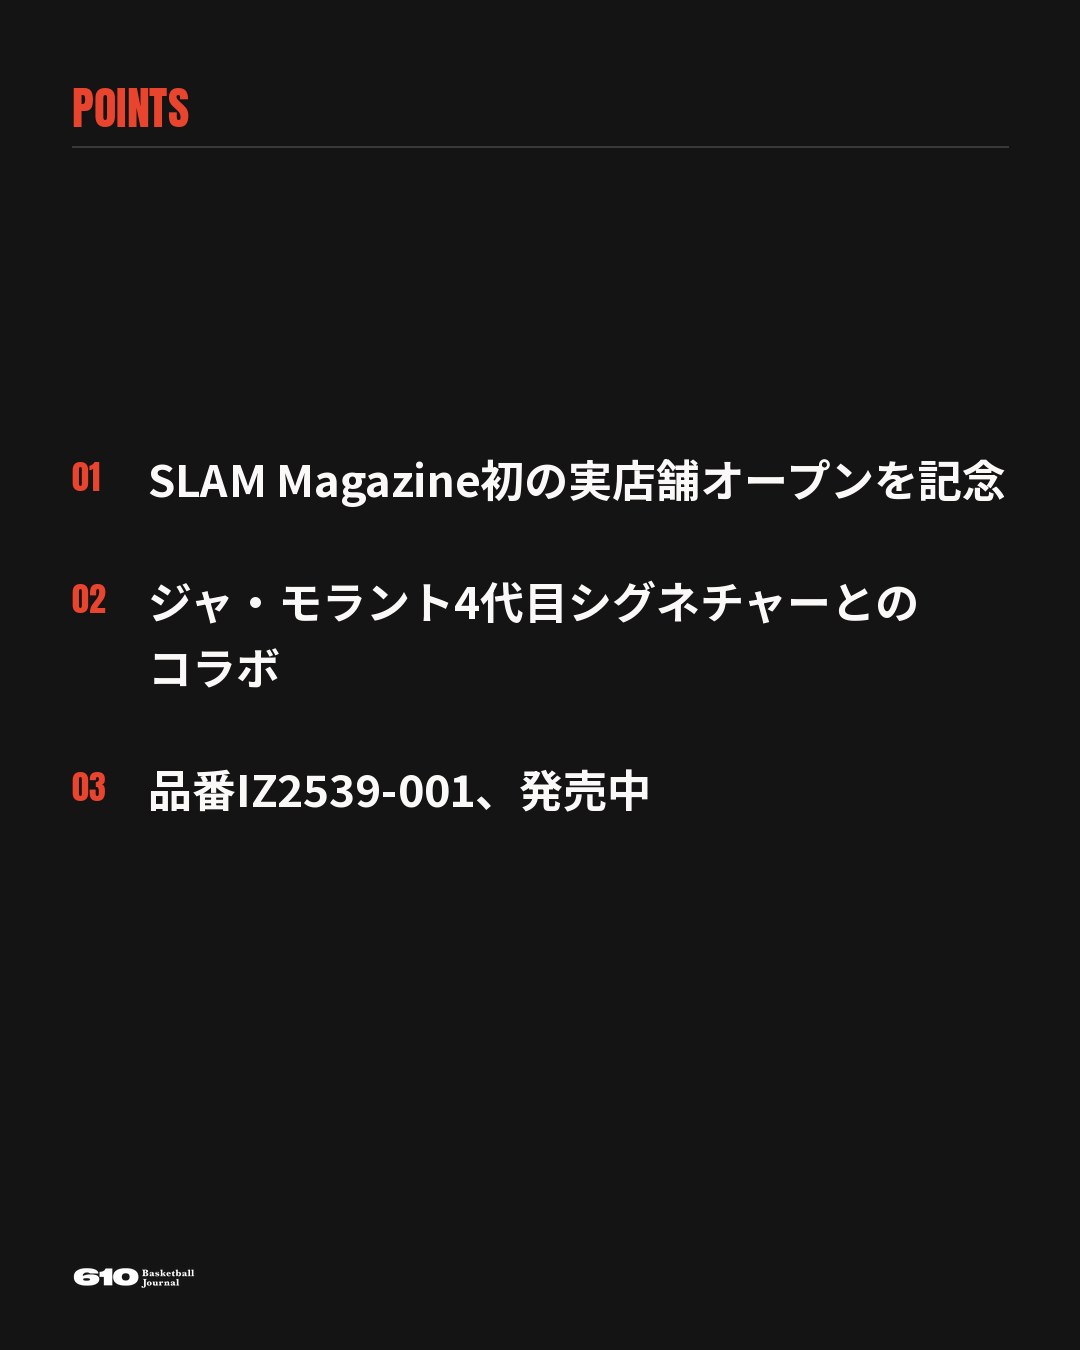 POINTS
01 SLAM Magazine初の実店舗オープンを記念
02 ジャ・モラント4代目シグネチャーとの
コラボ
03 品番IZ2539-001、発売中
610 Basketball
Journal